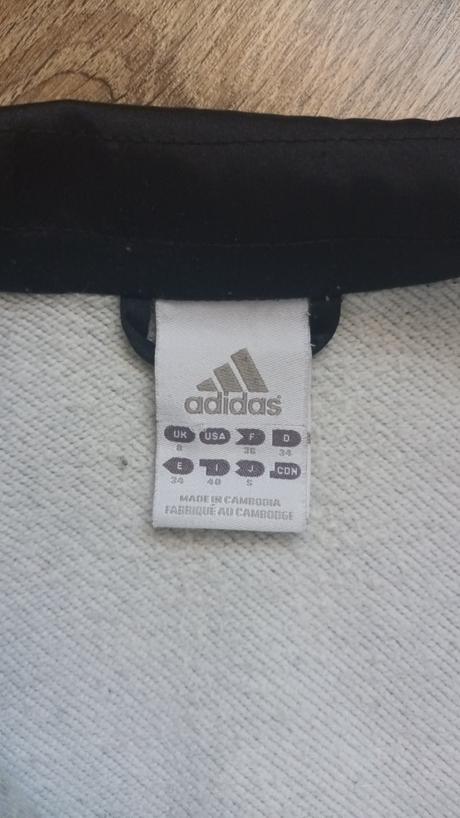 adidas
UK USA F D
8 36 34
E I J CDN
34 40 S
MADE IN CAMBODIA
FABRIQUÉ AU CAMBODGE